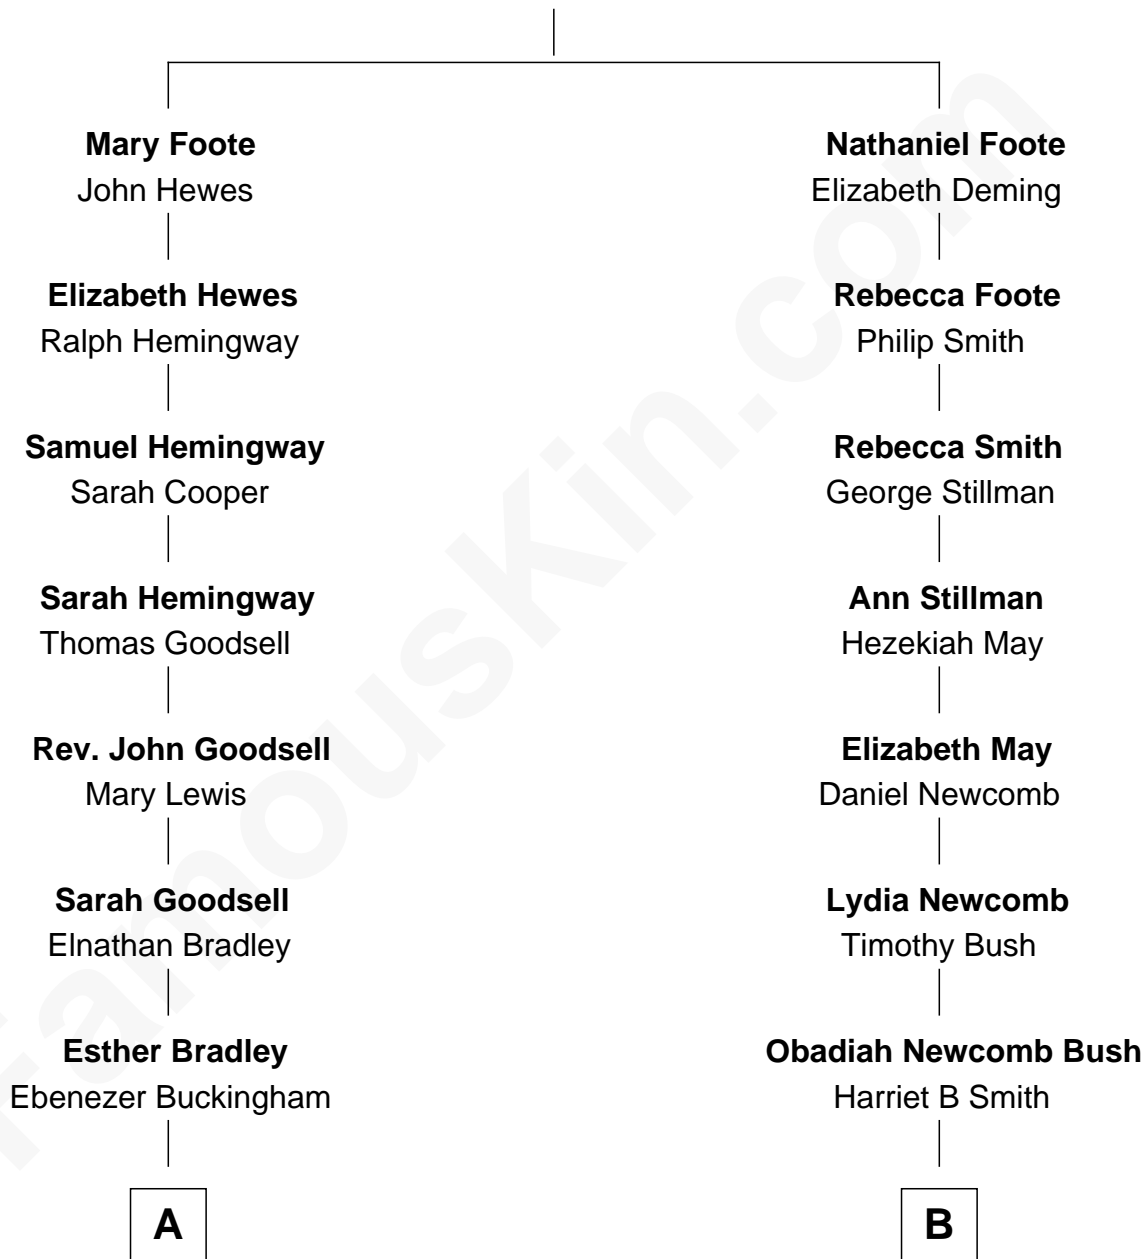 Mary Foote
John Hewes
Nathaniel Foote
Elizabeth Deming
Elizabeth Hewes
Ralph Hemingway
Rebecca Foote
Philip Smith
Samuel Hemingway
Sarah Cooper
Rebecca Smith
George Stillman
Sarah Hemingway
Thomas Goodsell
Ann Stillman
Hezekiah May
Rev. John Goodsell
Mary Lewis
Elizabeth May
Daniel Newcomb
Sarah Goodsell
Elnathan Bradley
Lydia Newcomb
Timothy Bush
Esther Bradley
Ebenezer Buckingham
Obadiah Newcomb Bush
Harriet B Smith
A
B
FamousKin.com